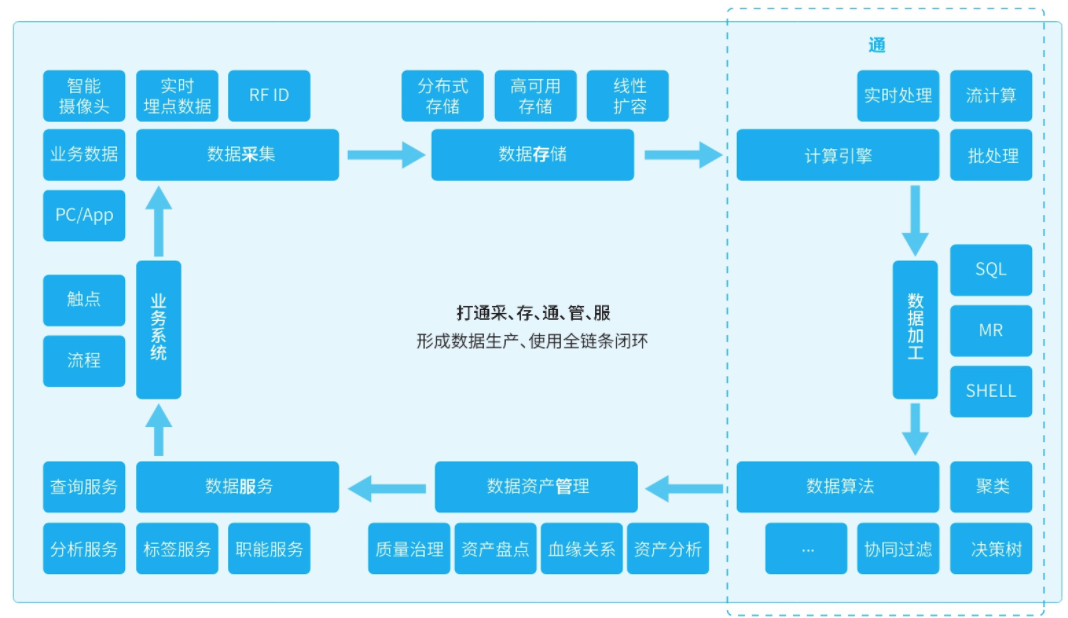 通
智能
摄像头
实时
埋点数据
RF ID
分布式
存储
高可用
存储
线性
扩容
实时处理
流计算
业务数据
数据采集
数据存储
计算引擎
批处理
PC/App
触点
流程
业务系统
打通采、存、通、管、服
形成数据生产、使用全链条闭环
数据加工
SQL
MR
SHELL
查询服务
数据服务
数据资产管理
数据算法
聚类
分析服务
标签服务
职能服务
质量治理
资产盘点
血缘关系
资产分析
...
协同过滤
决策树